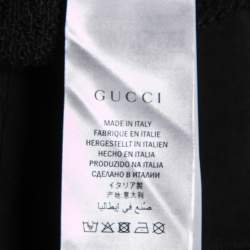 GUCCI
MADE IN ITALY
FABRIQUE EN ITALIE
HERGESTELLT IN ITALIEN
HECHO EN ITALIA
PRODUZIDO NA ITALIA
СДЕЛАНО В ИТАЛИИ
イタリア製
产地 意大利
صنع في إيطاليا